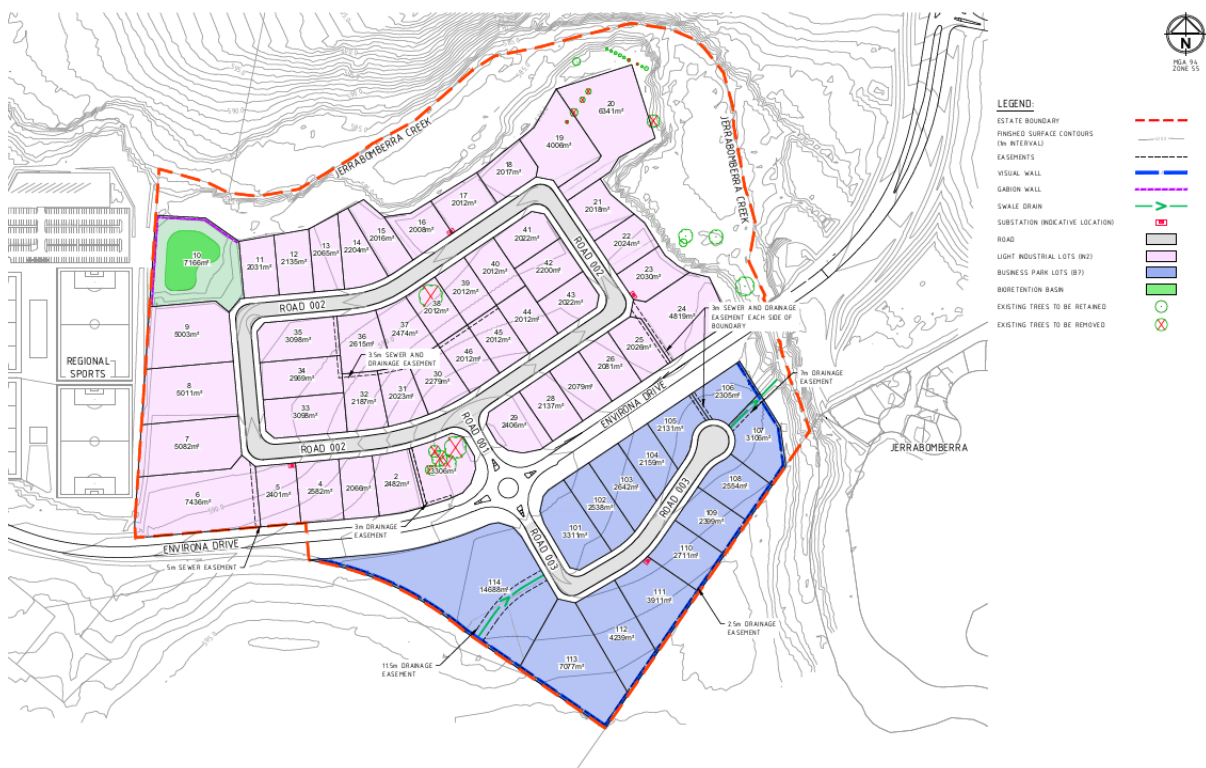 N
MGA 94
ZONE 55
LEGEND:
ESTATE BOUNDARY
FINISHED SURFACE CONTOURS
(1m INTERVAL)
EASEMENTS
VISUAL WALL
GABION WALL
SWALE DRAIN
SUBSTATION (INDICATIVE LOCATION)
ROAD
LIGHT INDUSTRIAL LOTS (IN2)
BUSINESS PARK LOTS (B7)
BIORETENTION BASIN
EXISTING TREES TO BE RETAINED
EXISTING TREES TO BE REMOVED
JERRABOMBERRA CREEK
JERRABOMBERRA CREEK
590.0
585.0
20
6341m²
19
4006m²
18
2017m²
17
2012m²
16
2008m²
15
2016m²
14
2204m²
13
2065m²
12
2135m²
11
2031m²
10
7166m²
21
2018m²
22
2024m²
23
2030m²
24
4819m²
41
2022m²
42
2200m²
40
2012m²
39
2012m²
38
2012m²
43
2022m²
44
2012m²
45
2012m²
46
2012m²
37
2474m²
36
2615m²
35
3098m²
34
2969m²
33
3098m²
32
2187m²
31
2023m²
30
2279m²
ROAD 002
ROAD 002
ROAD 002
3.5m SEWER AND
DRAINAGE EASEMENT
3m SEWER AND DRAINAGE
EASEMENT EACH SIDE OF
BOUNDARY
25
2026m²
26
2081m²
2079m²
28
2137m²
29
2406m²
9
5003m²
8
5011m²
7
5082m²
6
7436m²
5
2401m²
4
2582m²
2066m²
2
2482m²
3306m²
REGIONAL
SPORTS
ROAD 001
ENVIRONA DRIVE
ENVIRONA DRIVE
3m DRAINAGE
EASEMENT
5m SEWER EASEMENT
7m DRAINAGE
EASEMENT
106
2305m²
107
3106m²
105
2131m²
104
2159m²
103
2642m²
102
2538m²
101
3311m²
108
2554m²
109
2399m²
110
2711m²
111
3911m²
112
4239m²
113
7077m²
114
14688m²
ROAD 003
ROAD 003
JERRABOMBERRA
2.5m DRAINAGE
EASEMENT
11.5m DRAINAGE
EASEMENT